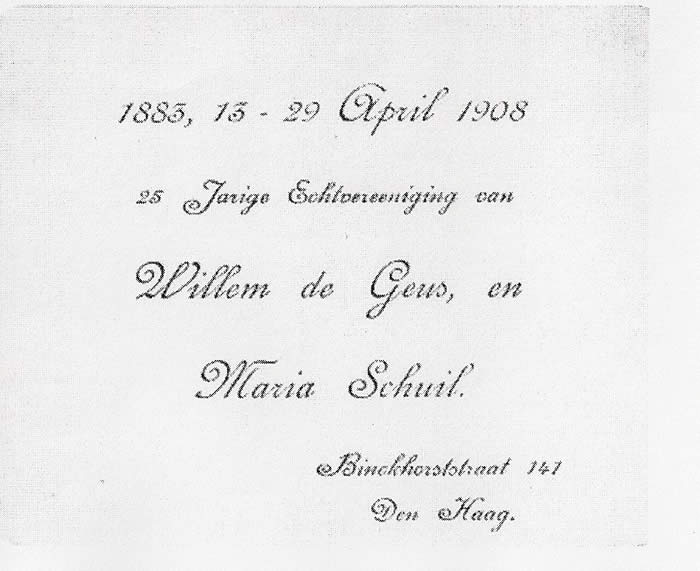 1883, 13 - 29 April 1908
25 Jarige Echtvereeniging van
Willem de Geus, en
Maria Schuil.
Binckhorststraat 141
Den Haag.